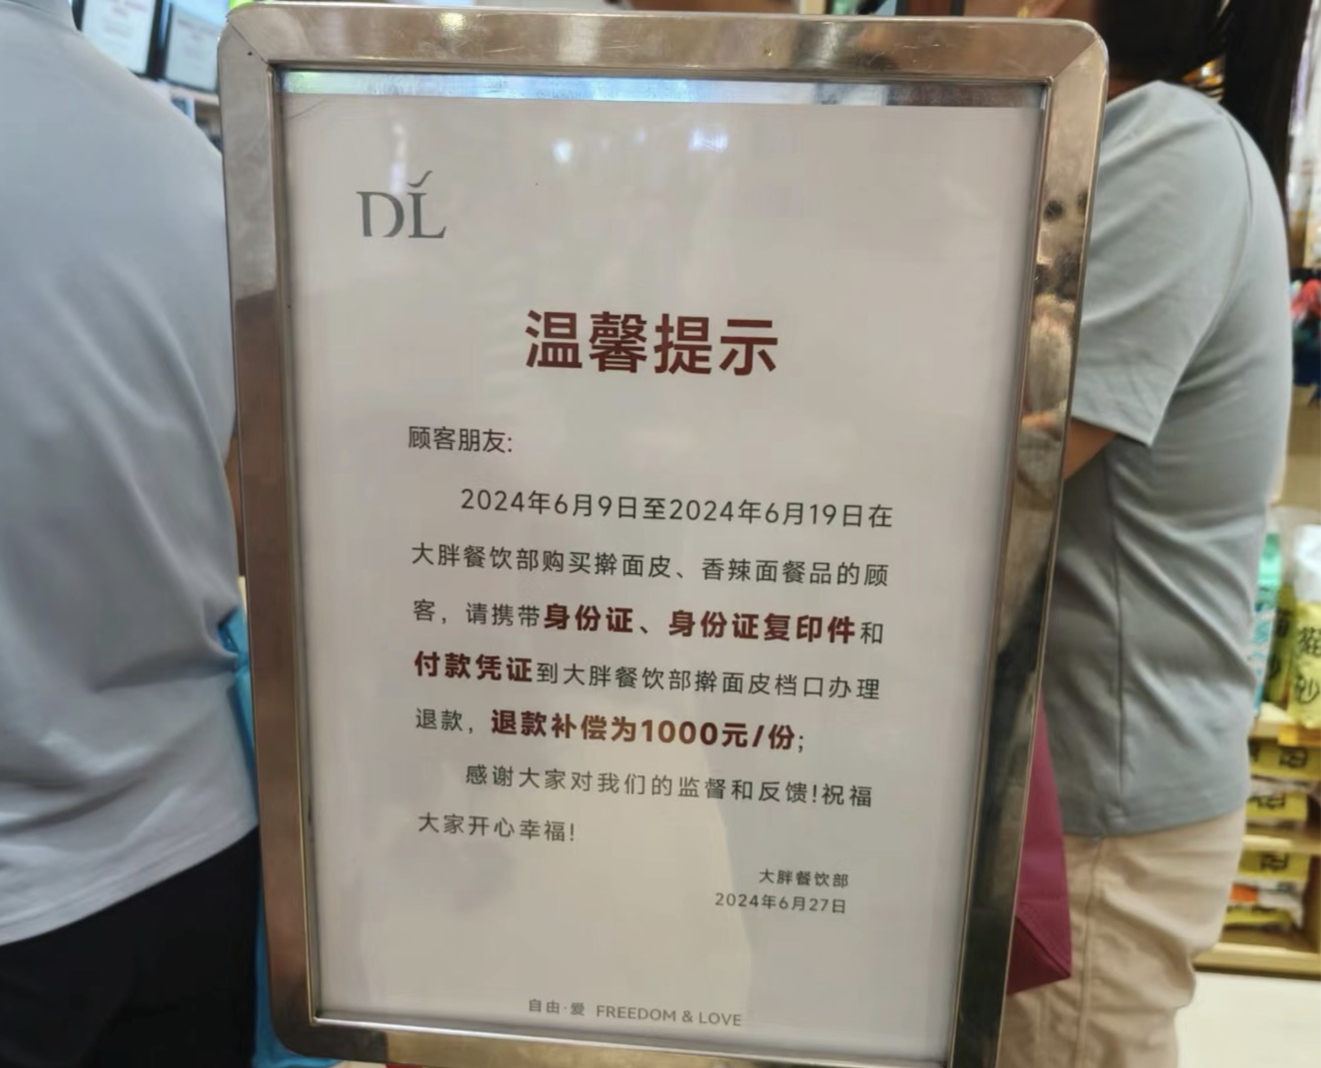 DL
温馨提示
顾客朋友:
2024年6月9日至2024年6月19日在
大胖餐饮部购买擀面皮、香辣面餐品的顾
客，请携带身份证、身份证复印件和
付款凭证到大胖餐饮部擀面皮档口办理
退款，退款补偿为1000元/份；
感谢大家对我们的监督和反馈!祝福
大家开心幸福!
大胖餐饮部
2024年6月27日
自由·爱 FREEDOM & LOVE
猫
砂